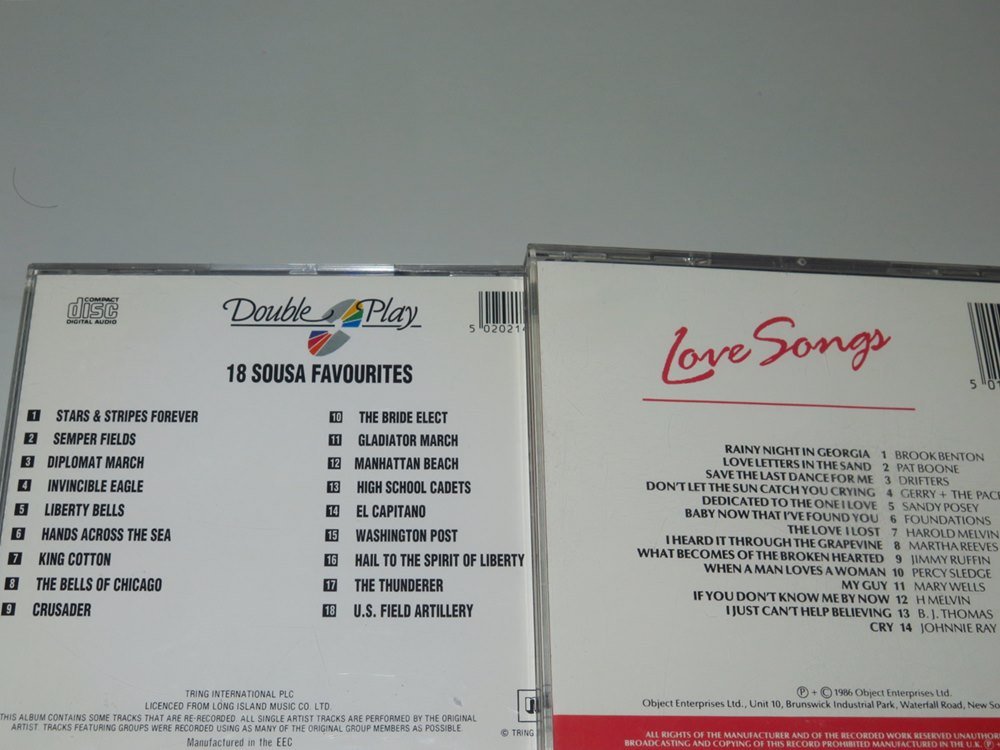 COMPACT
disc
DIGITAL AUDIO
Double Play
5 020214
18 SOUSA FAVOURITES
1 STARS & STRIPES FOREVER
2 SEMPER FIELDS
3 DIPLOMAT MARCH
4 INVINCIBLE EAGLE
5 LIBERTY BELLS
6 HANDS ACROSS THE SEA
7 KING COTTON
8 THE BELLS OF CHICAGO
9 CRUSADER
10 THE BRIDE ELECT
11 GLADIATOR MARCH
12 MANHATTAN BEACH
13 HIGH SCHOOL CADETS
14 EL CAPITANO
15 WASHINGTON POST
16 HAIL TO THE SPIRIT OF LIBERTY
17 THE THUNDERER
18 U.S. FIELD ARTILLERY
TRING INTERNATIONAL PLC
LICENCED FROM LONG ISLAND MUSIC CO. LTD.
THIS ALBUM CONTAINS SOME TRACKS THAT ARE RE-RECORDED. ALL SINGLE ARTIST TRACKS ARE PERFORMED BY THE ORIGINAL
ARTIST. TRACKS FEATURING GROUPS WERE RECORDED USING AS MANY OF THE ORIGINAL GROUP MEMBERS AS POSSIBLE.
Manufactured in the EEC
© TRING
Love Songs
5 01
RAINY NIGHT IN GEORGIA 1 BROOK BENTON
LOVE LETTERS IN THE SAND 2 PAT BOONE
SAVE THE LAST DANCE FOR ME 3 DRIFTERS
DON'T LET THE SUN CATCH YOU CRYING 4 GERRY + THE PACE
DEDICATED TO THE ONE I LOVE 5 SANDY POSEY
BABY NOW THAT I'VE FOUND YOU 6 FOUNDATIONS
THE LOVE I LOST 7 HAROLD MELVIN
I HEARD IT THROUGH THE GRAPEVINE 8 MARTHA REEVES
WHAT BECOMES OF THE BROKEN HEARTED 9 JIMMY RUFFIN
WHEN A MAN LOVES A WOMAN 10 PERCY SLEDGE
MY GUY 11 MARY WELLS
IF YOU DON'T KNOW ME BY NOW 12 H MELVIN
I JUST CAN'T HELP BELIEVING 13 B. J. THOMAS
CRY 14 JOHNNIE RAY
℗ + © 1986 Object Enterprises Ltd.
Object Enterprises Ltd., Unit 10, Brunswick Industrial Park, Waterfall Road, New So
ALL RIGHTS OF THE MANUFACTURER AND OF THE RECORDED WORK RESERVED UNAUTHOR
BROADCASTING AND COPYING OF THIS RECORD PROHIBITED MANUFACTURED IN THE U.K.